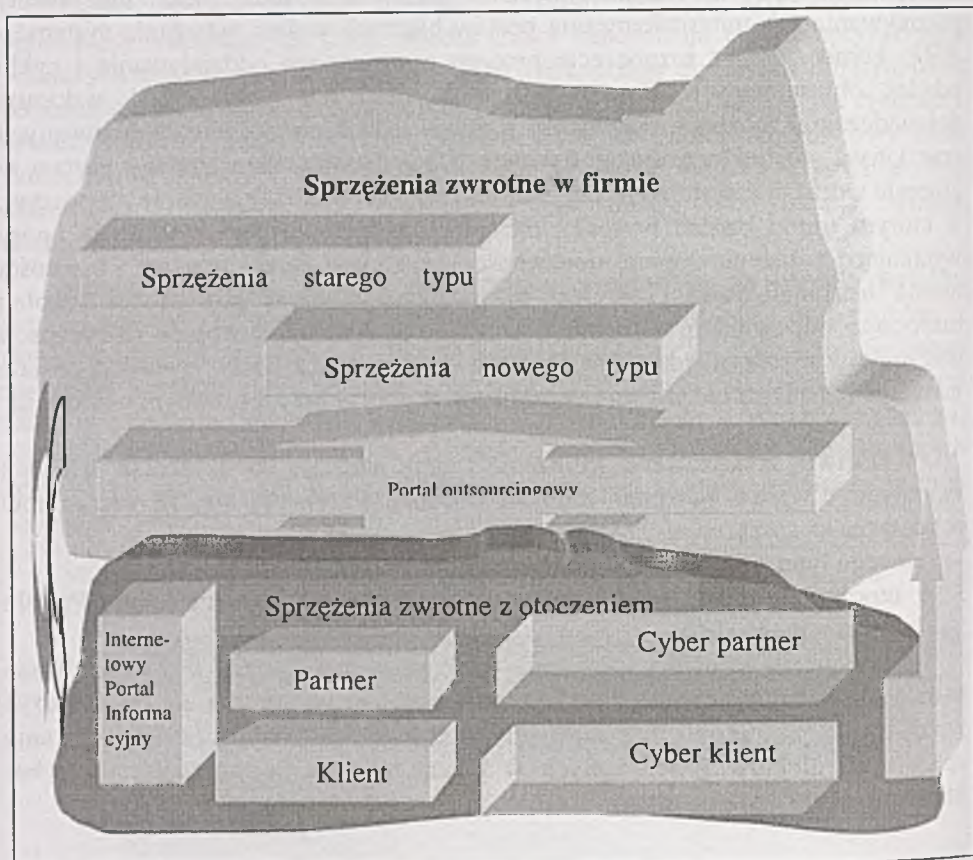 Sprzężenia zwrotne w firmie
Sprzężenia starego typu
Sprzężenia nowego typu
Portal outsourcingowy
Sprzężenia zwrotne z otoczeniem
Interne-
towy
Portal
Informa
cyjny
Partner
Cyber partner
Klient
Cyber klient